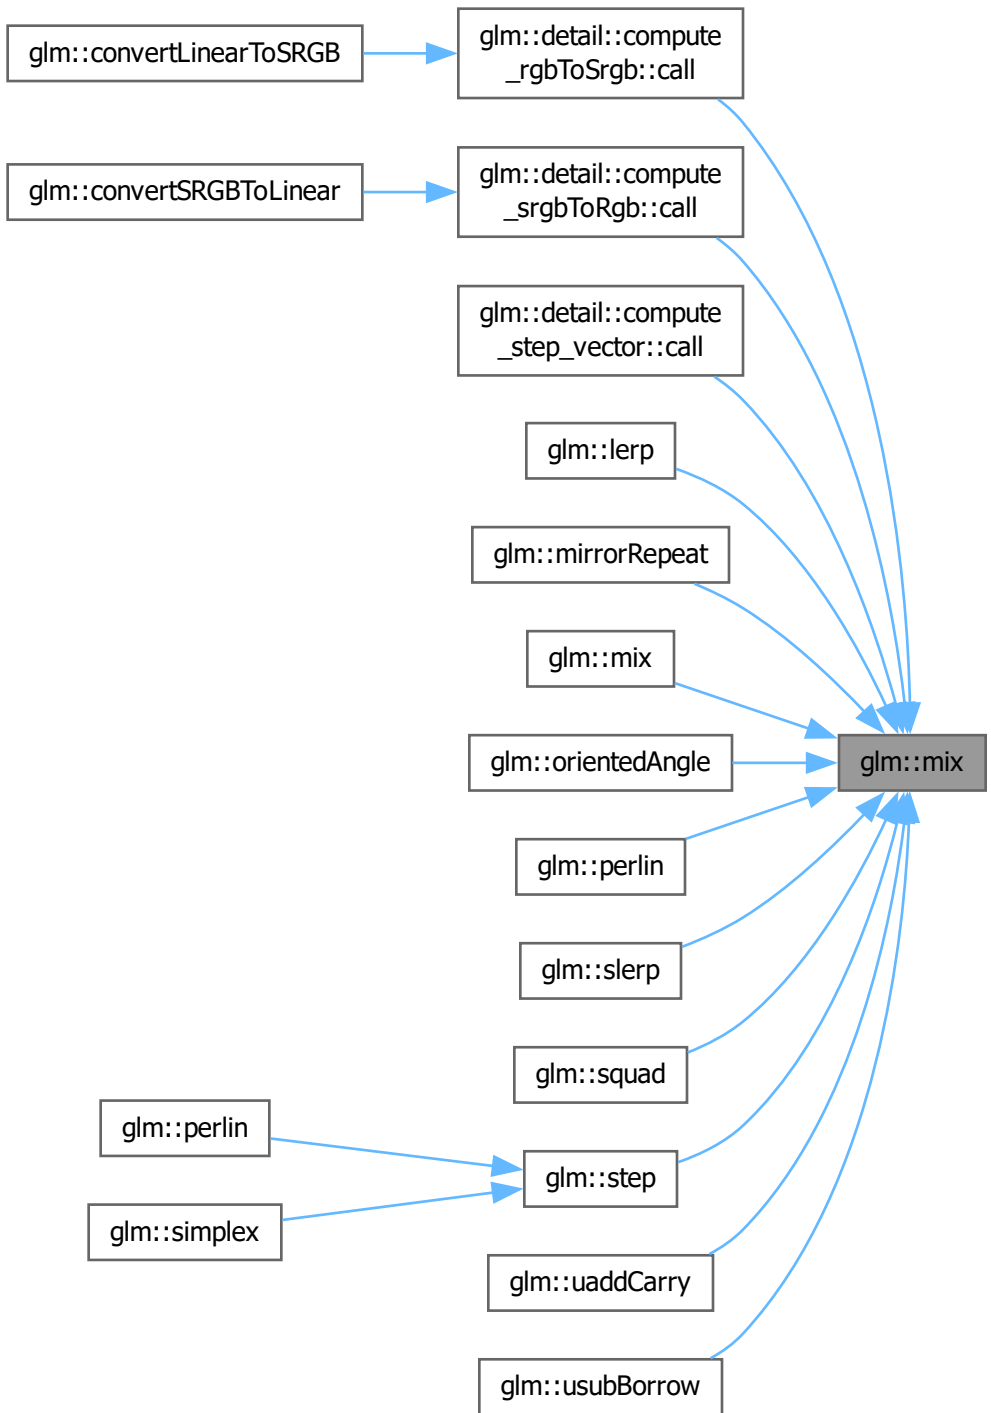 glm::convertLinearToSRGB
glm::detail::compute
_rgbToSrgb::call
glm::convertSRGBToLinear
glm::detail::compute
_srgbToRgb::call
glm::detail::compute
_step_vector::call
glm::lerp
glm::mirrorRepeat
glm::mix
glm::orientedAngle
glm::mix
glm::perlin
glm::slerp
glm::squad
glm::perlin
glm::step
glm::simplex
glm::uaddCarry
glm::usubBorrow